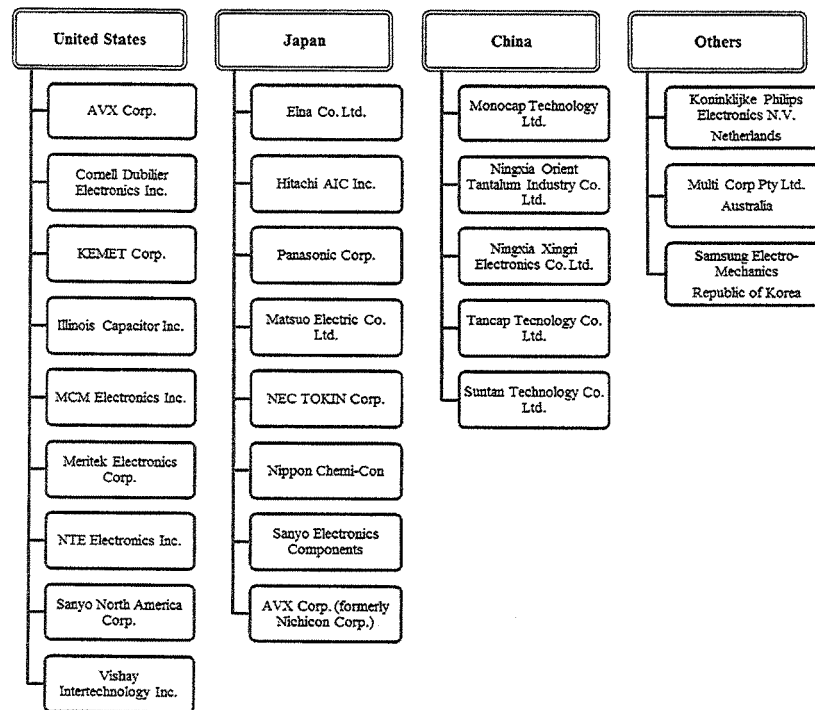 United States
AVX Corp.
Cornell Dubilier
Electronics Inc.
KEMET Corp.
Illinois Capacitor Inc.
MCM Electronics Inc.
Meritek Electronics
Corp.
NTE Electronics Inc.
Sanyo North America
Corp.
Vishay
Intertechnology Inc.
Japan
Elna Co. Ltd.
Hitachi AIC Inc.
Panasonic Corp.
Matsuo Electric Co.
Ltd.
NEC TOKIN Corp.
Nippon Chemi-Con
Sanyo Electronics
Components
AVX Corp. (formerly
Nichicon Corp.)
China
Monocap Technology
Ltd.
Ningxia Orient
Tantalum Industry Co.
Ltd.
Ningxia Xingri
Electronics Co. Ltd.
Tancap Tecnology Co.
Ltd.
Suntan Technology Co.
Ltd.
Others
Koninklijke Philips
Electronics N.V.
Netherlands
Multi Corp Pty Ltd.
Australia
Samsung Electro-
Mechanics
Republic of Korea